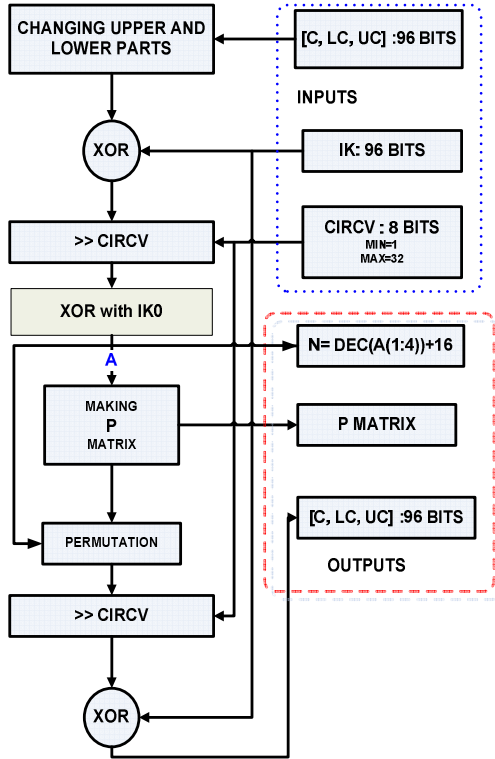 CHANGING UPPER AND
LOWER PARTS
[C, LC, UC] :96 BITS
INPUTS
XOR
IK: 96 BITS
>> CIRCV
CIRCV : 8 BITS
MIN=1
MAX=32
XOR with IK0
A
N= DEC(A(1:4))+16
MAKING
P
MATRIX
P MATRIX
[C, LC, UC] :96 BITS
PERMUTATION
OUTPUTS
>> CIRCV
XOR